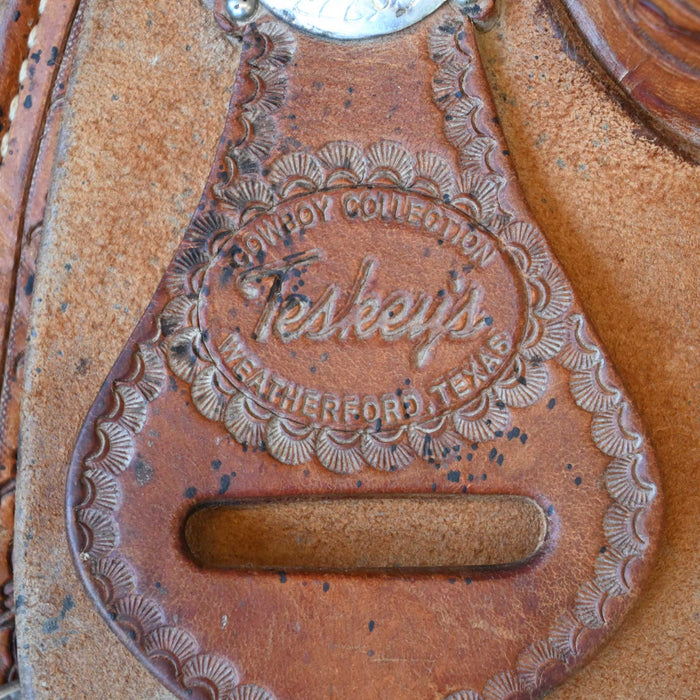 COWBOY COLLECTION
Teskey's
WEATHERFORD, TEXAS